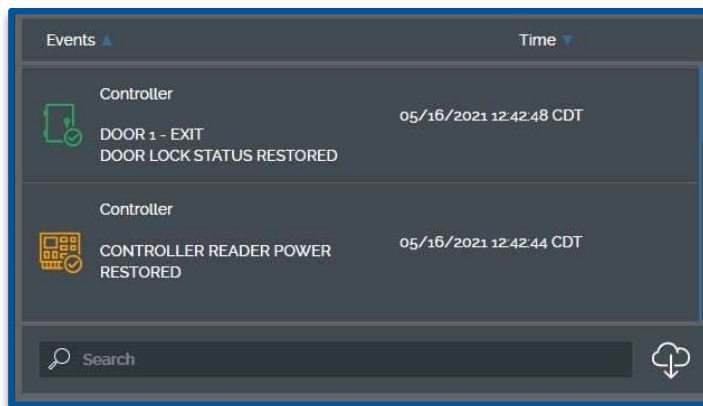 Events Time
Controller
DOOR 1 - EXIT
DOOR LOCK STATUS RESTORED
05/16/2021 12:42:48 CDT
Controller
CONTROLLER READER POWER
RESTORED
05/16/2021 12:42:44 CDT
Search